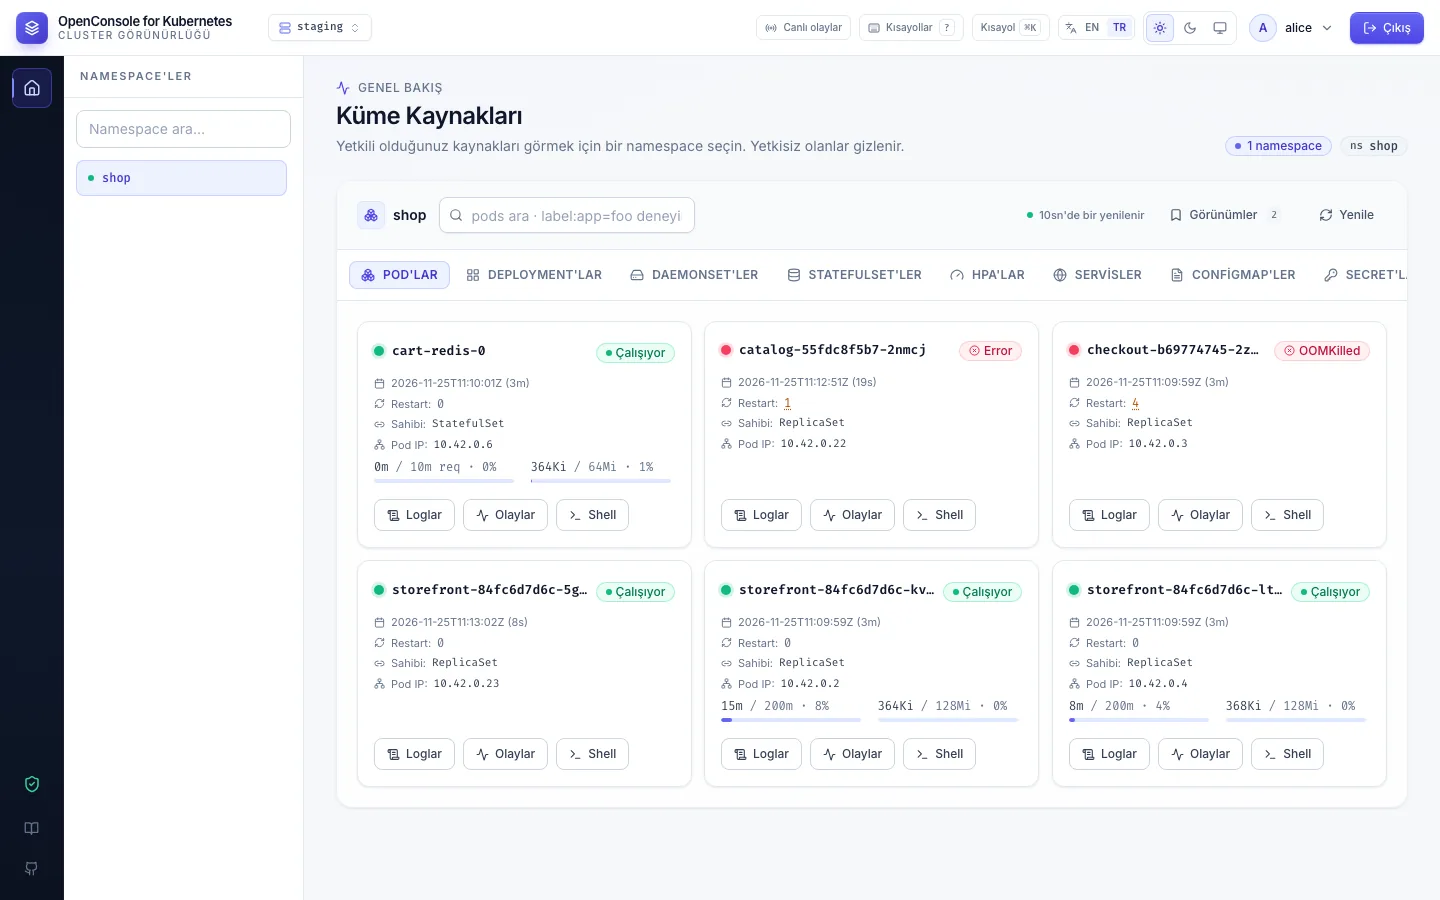 OpenConsole for Kubernetes
CLUSTER GÖRÜNÜRLÜĞÜ
staging
Canlı olaylar
Kısayollar ?
Kısayol ⌘K
EN TR
A alice
Çıkış
NAMESPACE'LER
Namespace ara...
shop
GENEL BAKIŞ
Küme Kaynakları
Yetkili olduğunuz kaynakları görmek için bir namespace seçin. Yetkisiz olanlar gizlenir.
1 namespace
ns shop
shop
pods ara · label:app=foo deneyi
10sn'de bir yenilenir
Görünümler 2
Yenile
POD'LAR
DEPLOYMENT'LAR
DAEMONSET'LER
STATEFULSET'LER
HPA'LAR
SERVİSLER
CONFİGMAP'LER
SECRET'L
cart-redis-0
Çalışıyor
2026-11-25T11:10:01Z (3m)
Restart: 0
Sahibi: StatefulSet
Pod IP: 10.42.0.6
0m / 10m req · 0%
364Ki / 64Mi · 1%
Loglar
Olaylar
Shell
catalog-55fdc8f5b7-2nmcj
Error
2026-11-25T11:12:51Z (19s)
Restart: 1
Sahibi: ReplicaSet
Pod IP: 10.42.0.22
Loglar
Olaylar
Shell
checkout-b69774745-2z…
OOMKilled
2026-11-25T11:09:59Z (3m)
Restart: 4
Sahibi: ReplicaSet
Pod IP: 10.42.0.3
Loglar
Olaylar
Shell
storefront-84fc6d7d6c-5g…
Çalışıyor
2026-11-25T11:13:02Z (8s)
Restart: 0
Sahibi: ReplicaSet
Pod IP: 10.42.0.23
Loglar
Olaylar
Shell
storefront-84fc6d7d6c-kv…
Çalışıyor
2026-11-25T11:09:59Z (3m)
Restart: 0
Sahibi: ReplicaSet
Pod IP: 10.42.0.2
15m / 200m · 8%
364Ki / 128Mi · 0%
Loglar
Olaylar
Shell
storefront-84fc6d7d6c-lt…
Çalışıyor
2026-11-25T11:09:59Z (3m)
Restart: 0
Sahibi: ReplicaSet
Pod IP: 10.42.0.4
8m / 200m · 4%
368Ki / 128Mi · 0%
Loglar
Olaylar
Shell